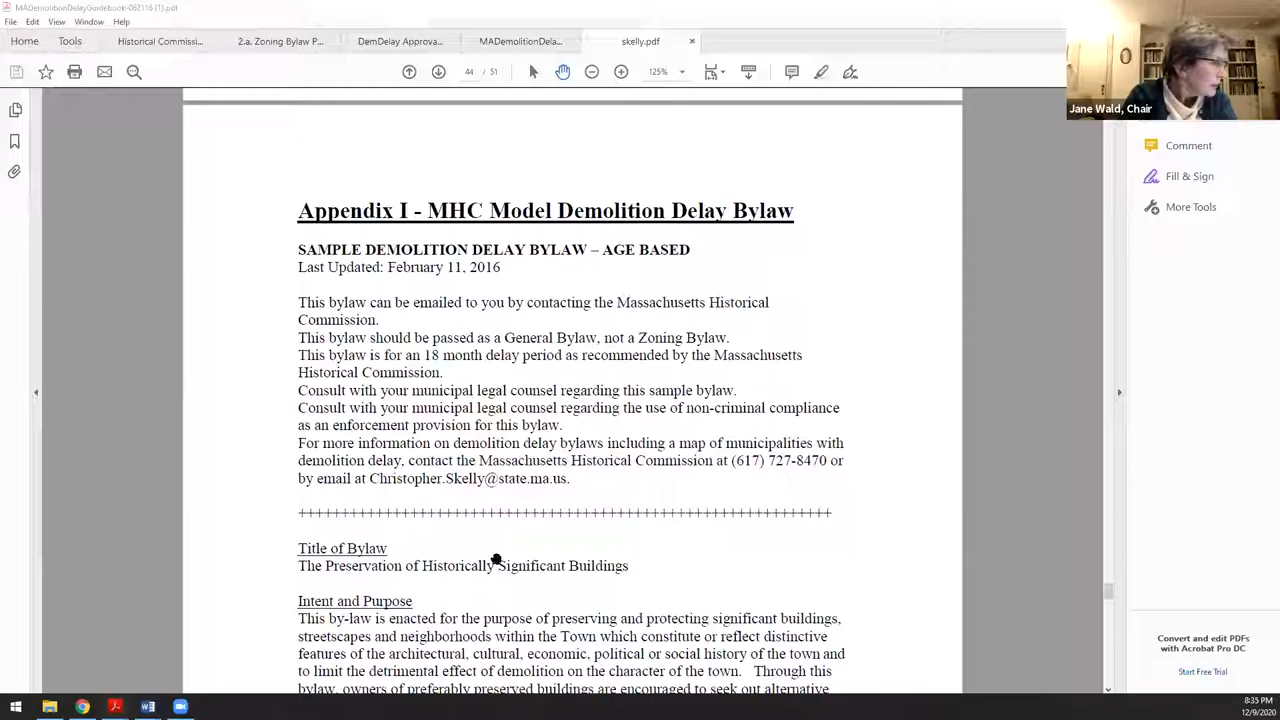 MADemolitionDelayGuidebook-062116 (1).pdf
File Edit View Window Help
Home Tools Historical Commissi... 2.a. Zoning Bylaw P... DemDelay Approva... MADemolitionDela... skelly.pdf ×
44 / 51 125%
Jane Wald, Chair
Comment
Fill & Sign
More Tools
Appendix I - MHC Model Demolition Delay Bylaw
SAMPLE DEMOLITION DELAY BYLAW – AGE BASED
Last Updated: February 11, 2016
This bylaw can be emailed to you by contacting the Massachusetts Historical
Commission.
This bylaw should be passed as a General Bylaw, not a Zoning Bylaw.
This bylaw is for an 18 month delay period as recommended by the Massachusetts
Historical Commission.
Consult with your municipal legal counsel regarding this sample bylaw.
Consult with your municipal legal counsel regarding the use of non-criminal compliance
as an enforcement provision for this bylaw.
For more information on demolition delay bylaws including a map of municipalities with
demolition delay, contact the Massachusetts Historical Commission at (617) 727-8470 or
by email at Christopher.Skelly@state.ma.us.
++++++++++++++++++++++++++++++++++++++++++++++++++++++++++++
Title of Bylaw
The Preservation of Historically Significant Buildings
Intent and Purpose
This by-law is enacted for the purpose of preserving and protecting significant buildings,
streetscapes and neighborhoods within the Town which constitute or reflect distinctive
features of the architectural, cultural, economic, political or social history of the town and
to limit the detrimental effect of demolition on the character of the town. Through this
bylaw, owners of preferably preserved buildings are encouraged to seek out alternative
Convert and edit PDFs
with Acrobat Pro DC
Start Free Trial
8:35 PM
12/9/2020